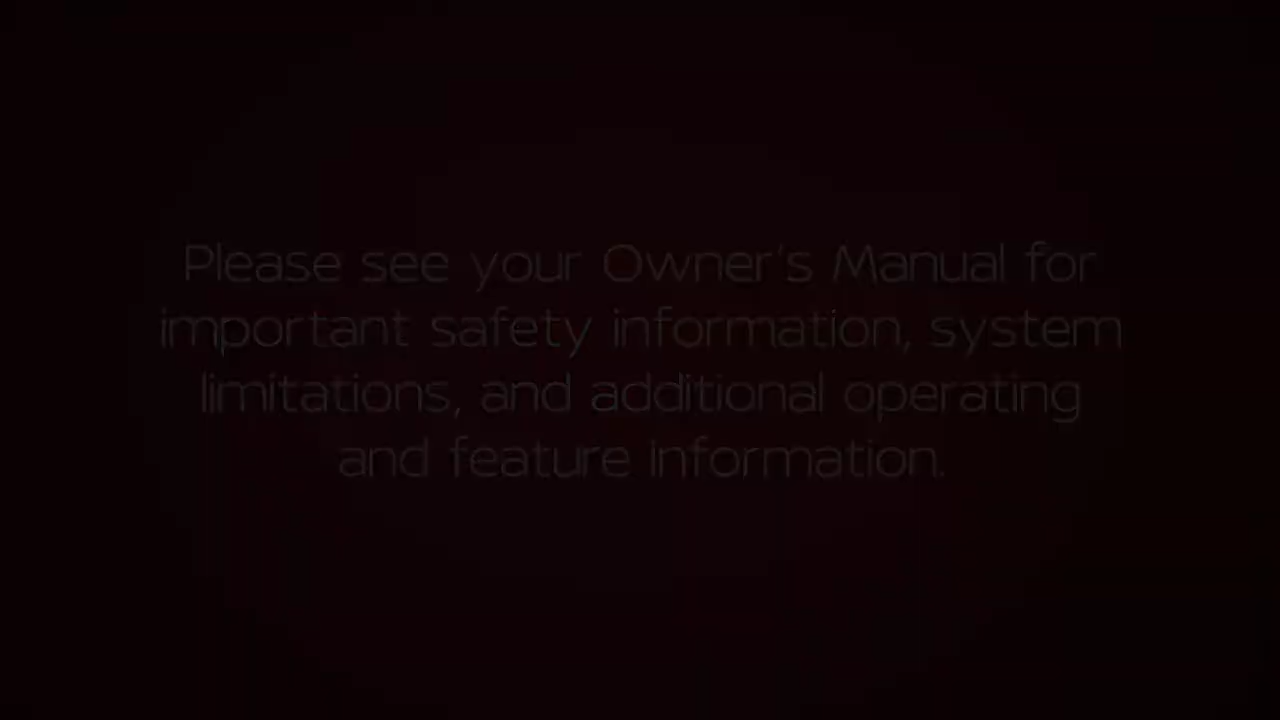 Please see your Owner's Manual for
important safety information, system
limitations, and additional operating
and feature information.